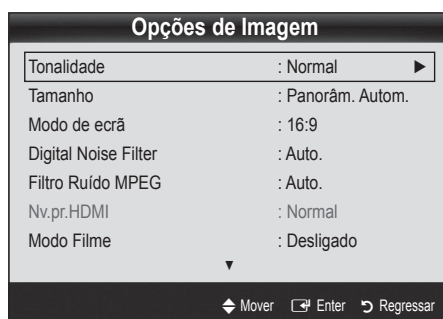 Opções de Imagem
Tonalidade : Normal ►
Tamanho : Panorâm. Autom.
Modo de ecrã : 16:9
Digital Noise Filter : Auto.
Filtro Ruído MPEG : Auto.
Nv.pr.HDMI : Normal
Modo Filme : Desligado
▼
Mover Enter Regressar